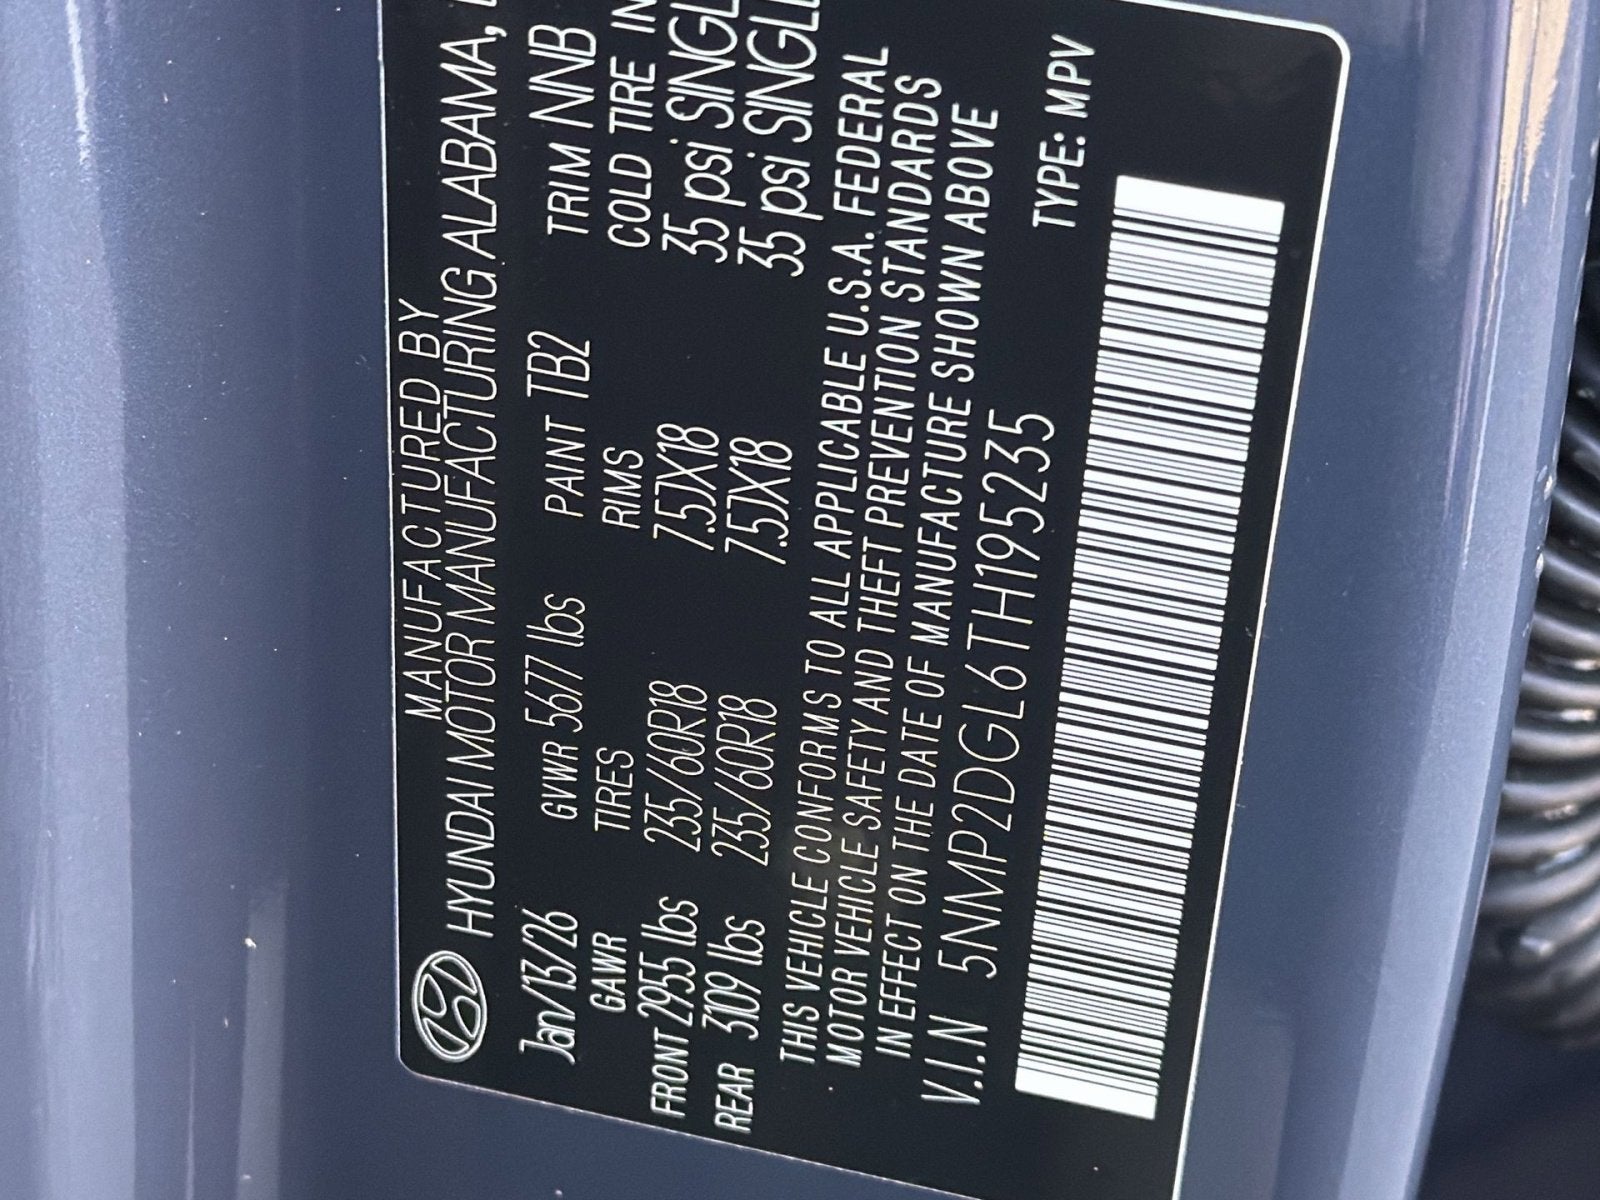 MANUFACTURED BY
HYUNDAI MOTOR MANUFACTURING ALABAMA,
Jan/13/26 GVWR 5677 lbs PAINT TB2 TRIM NNB
GAWR TIRES RIMS COLD TIRE IN
FRONT 2955 lbs 235/60R18 7.5JX18 35 psi SINGL
REAR 3109 lbs 235/60R18 7.5JX18 35 psi SINGL
THIS VEHICLE CONFORMS TO ALL APPLICABLE U.S.A. FEDERAL
MOTOR VEHICLE SAFETY AND THEFT PREVENTION STANDARDS
IN EFFECT ON THE DATE OF MANUFACTURE SHOWN ABOVE
V.I.N 5NMP2DGL6TH195235 TYPE: MPV